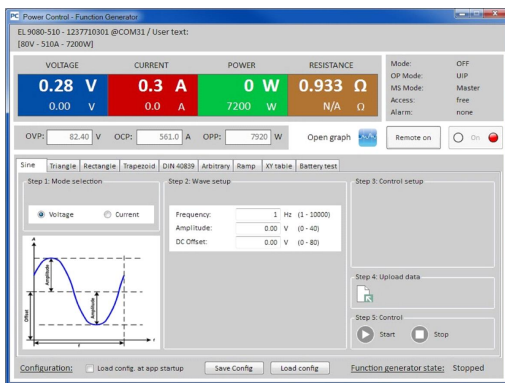 PC Power Control - Function Generator
EL 9080-510 - 1237710301 @COM31 / User text:
[80V - 510A - 7200W]
VOLTAGE CURRENT POWER RESISTANCE
0.28 V 0.3 A 0 W 0.933 Ω
0.00 V 0.0 A 7200 W N/A Ω
Mode: OFF
OP Mode: UIP
MS Mode: Master
Access: free
Alarm: none
OVP: 82.40 V OCP: 561.0 A OPP: 7920 W Open graph Remote on On
Sine Triangle Rectangle Trapezoid DIN 40839 Arbitrary Ramp XY table Battery test
Step 1: Mode selection
Voltage Current
A
Amplitude
Amplitude
Offset
t
Step 2: Wave setup
Frequency: 1 Hz (1 - 10000)
Amplitude: 0.00 V (0 - 40)
DC Offset: 0.00 V (0 - 80)
Step 3: Control setup
Step 4: Upload data
Step 5: Control
Start Stop
Configuration: Load config. at app startup Save Config Load config Function generator state: Stopped